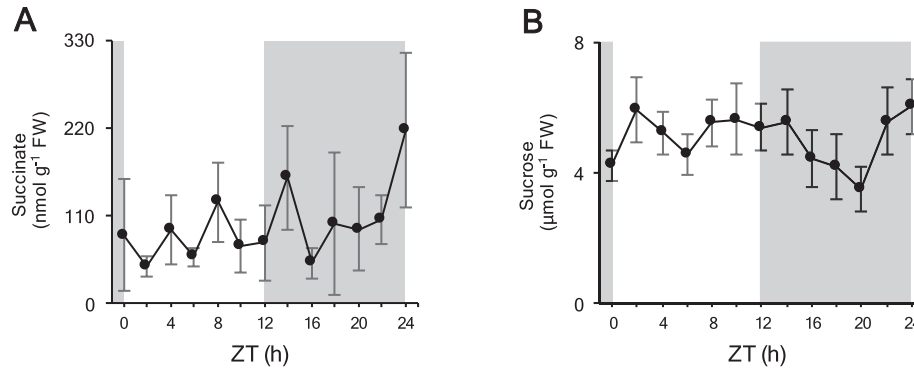 A
B
Succinate
(nmol g-1 FW)
330
220
110
0
0 4 8 12 16 20 24
ZT (h)
Sucrose
(µmol g-1 FW)
8
4
0
0 4 8 12 16 20
ZT (h)